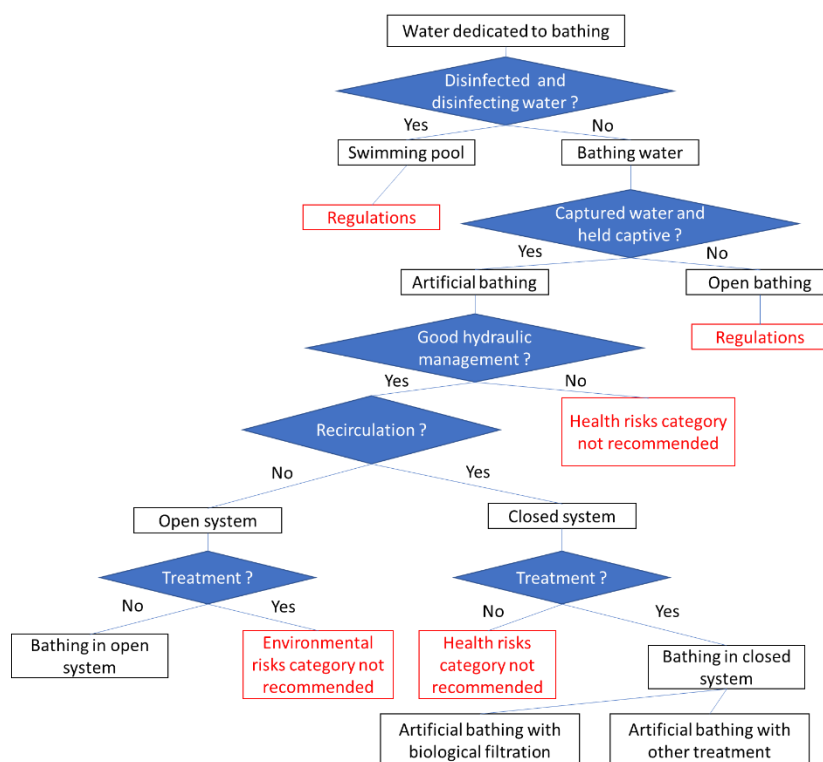 Water dedicated to bathing
Disinfected and
disinfecting water ?
Yes
No
Swimming pool
Bathing water
Regulations
Captured water and
held captive ?
Yes
No
Artificial bathing
Open bathing
Good hydraulic
management ?
Regulations
Yes
No
Recirculation ?
Health risks category
not recommended
No
Yes
Open system
Closed system
Treatment ?
Treatment ?
No
Yes
No
Yes
Bathing in open
system
Environmental
risks category not
recommended
Health risks
category not
recommended
Bathing in closed
system
Artificial bathing with
biological filtration
Artificial bathing with
other treatment